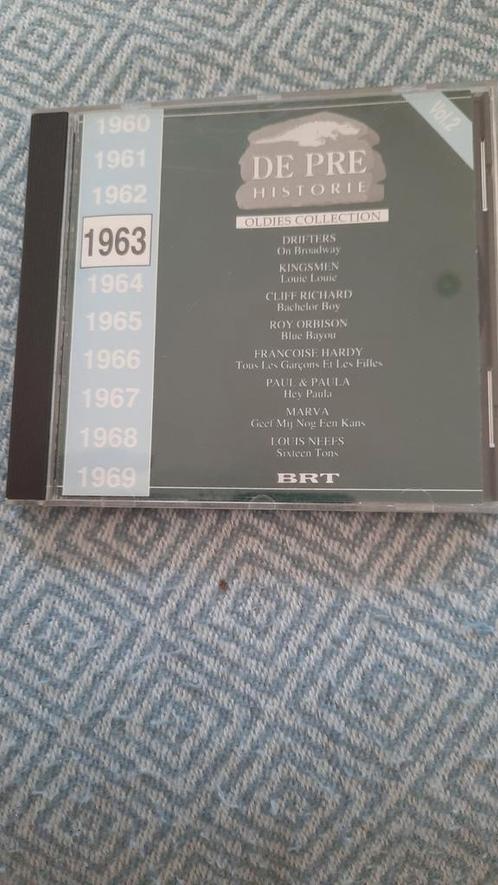 1960
1961
1962
1963
1964
1965
1966
1967
1968
1969
Vol.2
DE PRE
HISTORIE
OLDIES COLLECTION
DRIFTERS
On Broadway
KINGSMEN
Louie Louie
CLIFF RICHARD
Bachelor Boy
ROY ORBISON
Blue Bayou
FRANCOISE HARDY
Tous Les Garçons Et Les Filles
PAUL & PAULA
Hey Paula
MARVA
Geef Mij Nog Een Kans
LOUIS NEEFS
Sixteen Tons
BRT